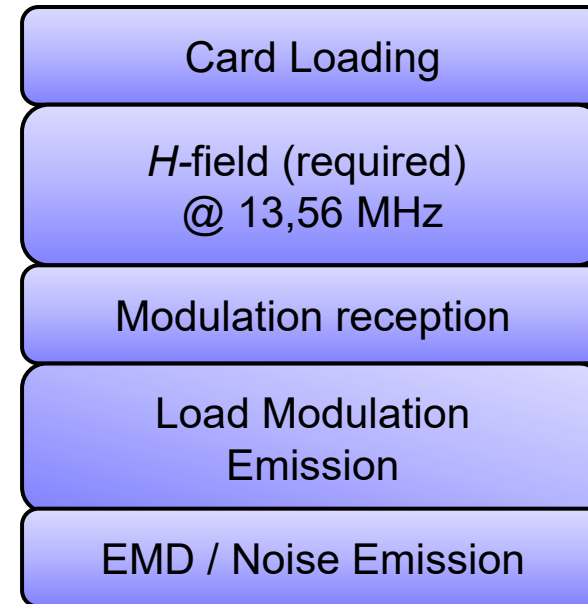 Card Loading
H-field (required)
@ 13,56 MHz
Modulation reception
Load Modulation
Emission
EMD / Noise Emission